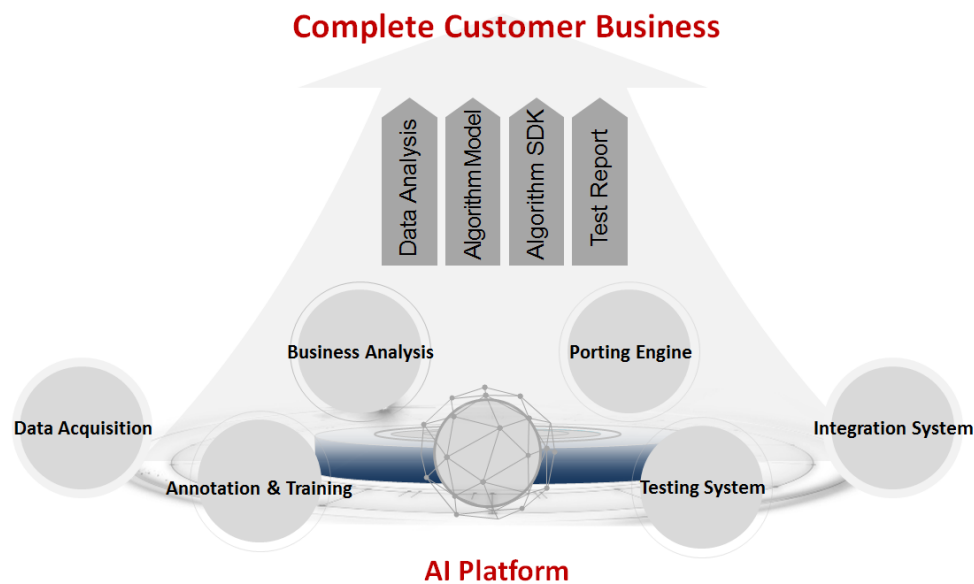 Complete Customer Business
Data Analysis
Algorithm Model
Algorithm SDK
Test Report
Business Analysis
Porting Engine
Data Acquisition
Integration System
Annotation & Training
Testing System
AI Platform